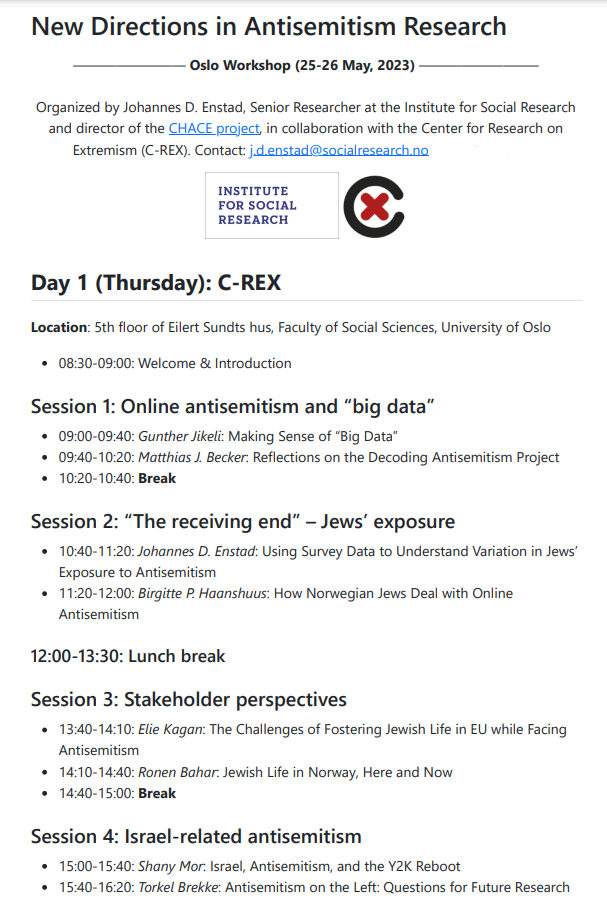 New Directions in Antisemitism Research
Oslo Workshop (25-26 May, 2023)
Organized by Johannes D. Enstad, Senior Researcher at the Institute for Social Research
and director of the CHACE project, in collaboration with the Center for Research on
Extremism (C-REX). Contact: j.d.enstad@socialresearch.no
INSTITUTE
FOR SOCIAL
RESEARCH
Day 1 (Thursday): C-REX
Location: 5th floor of Eilert Sundts hus, Faculty of Social Sciences, University of Oslo
• 08:30-09:00: Welcome & Introduction
Session 1: Online antisemitism and “big data”
• 09:00-09:40: Gunther Jikeli: Making Sense of “Big Data”
• 09:40-10:20: Matthias J. Becker: Reflections on the Decoding Antisemitism Project
• 10:20-10:40: Break
Session 2: “The receiving end” – Jews’ exposure
• 10:40-11:20: Johannes D. Enstad: Using Survey Data to Understand Variation in Jews’
Exposure to Antisemitism
• 11:20-12:00: Birgitte P. Haanshuus: How Norwegian Jews Deal with Online
Antisemitism
12:00-13:30: Lunch break
Session 3: Stakeholder perspectives
• 13:40-14:10: Elie Kagan: The Challenges of Fostering Jewish Life in EU while Facing
Antisemitism
• 14:10-14:40: Ronen Bahar: Jewish Life in Norway, Here and Now
• 14:40-15:00: Break
Session 4: Israel-related antisemitism
• 15:00-15:40: Shany Mor: Israel, Antisemitism, and the Y2K Reboot
• 15:40-16:20: Torkel Brekke: Antisemitism on the Left: Questions for Future Research